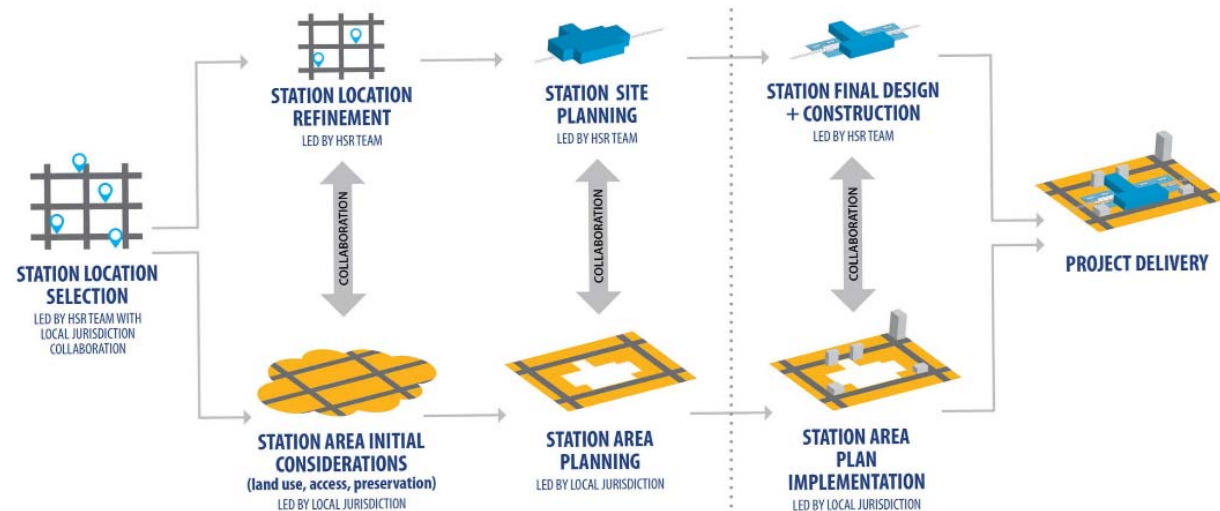 STATION LOCATION
SELECTION
LED BY HSR TEAM WITH
LOCAL JURISDICTION
COLLABORATION
STATION LOCATION
REFINEMENT
LED BY HSR TEAM
STATION SITE
PLANNING
LED BY HSR TEAM
STATION FINAL DESIGN
+ CONSTRUCTION
LED BY HSR TEAM
COLLABORATION
COLLABORATION
COLLABORATION
STATION AREA INITIAL
CONSIDERATIONS
(land use, access, preservation)
LED BY LOCAL JURISDICTION
STATION AREA
PLANNING
LED BY LOCAL JURISDICTION
STATION AREA
PLAN
IMPLEMENTATION
LED BY LOCAL JURISDICTION
PROJECT DELIVERY